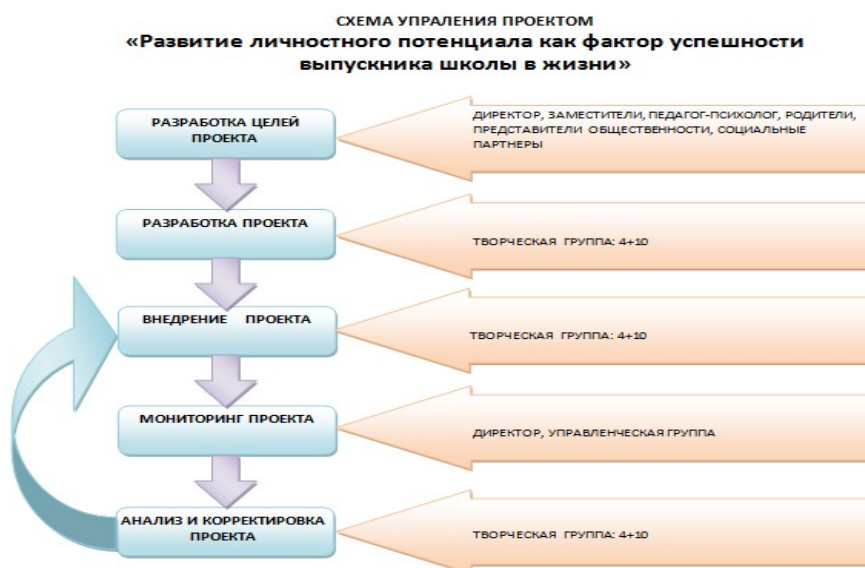 СХЕМА УПРАЛЕНИЯ ПРОЕКТОМ
«Развитие личностного потенциала как фактор успешности
выпускника школы в жизни»
РАЗРАБОТКА ЦЕЛЕЙ
ПРОЕКТА
ДИРЕКТОР, ЗАМЕСТИТЕЛИ, ПЕДАГОГ-ПСИХОЛОГ, РОДИТЕЛИ,
ПРЕДСТАВИТЕЛИ ОБЩЕСТВЕННОСТИ, СОЦИАЛЬНЫЕ
ПАРТНЕРЫ
РАЗРАБОТКА ПРОЕКТА
ТВОРЧЕСКАЯ ГРУППА: 4+10
ВНЕДРЕНИЕ ПРОЕКТА
ТВОРЧЕСКАЯ ГРУППА: 4+10
МОНИТОРИНГ ПРОЕКТА
ДИРЕКТОР, УПРАВЛЕНЧЕСКАЯ ГРУППА
АНАЛИЗ И КОРРЕКТИРОВКА
ПРОЕКТА
ТВОРЧЕСКАЯ ГРУППА: 4+10